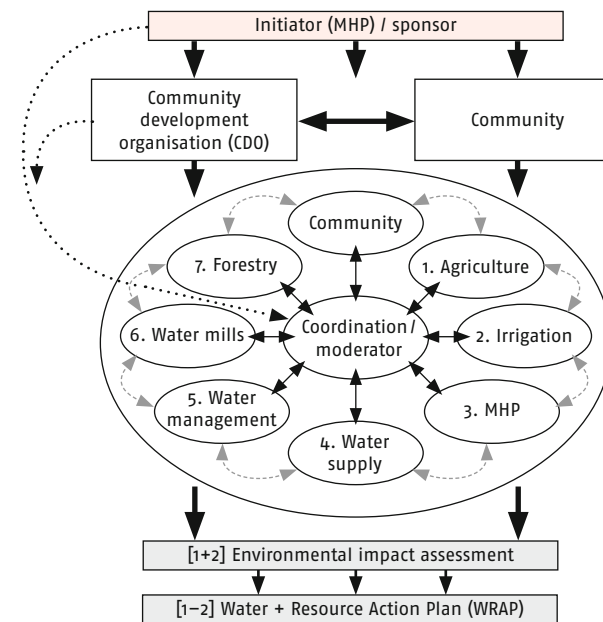 Initiator (MHP) / sponsor
Community
development
organisation (CDO)
Community
Community
7. Forestry
1. Agriculture
6. Water mills
Coordination/
moderator
2. Irrigation
5. Water
management
3. MHP
4. Water
supply
[1+2] Environmental impact assessment
[1–2] Water + Resource Action Plan (WRAP)